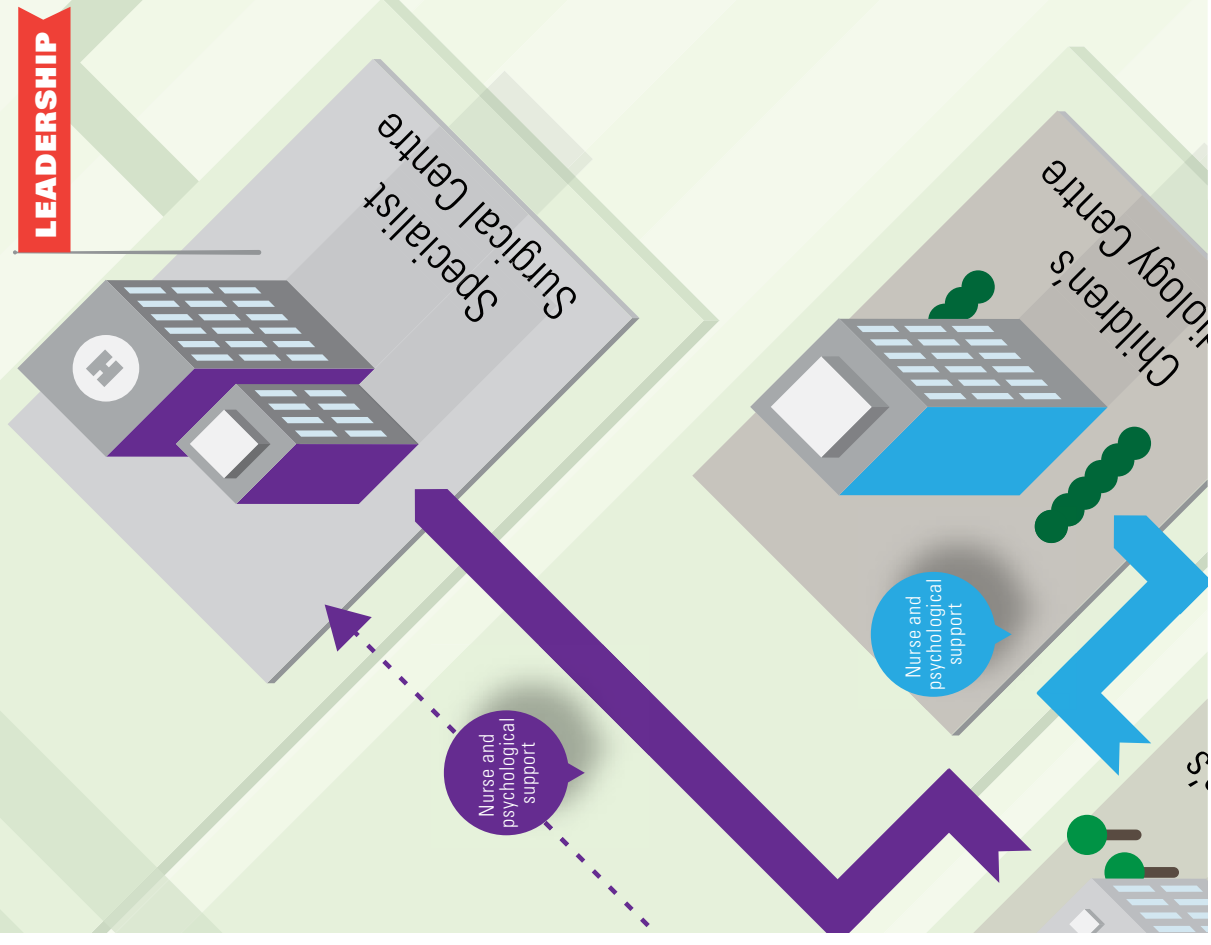 LEADERSHIP
Specialist
Surgical Centre
H
Nurse and
psychological
support
Children's
Centre
Nurse and
psychological
support